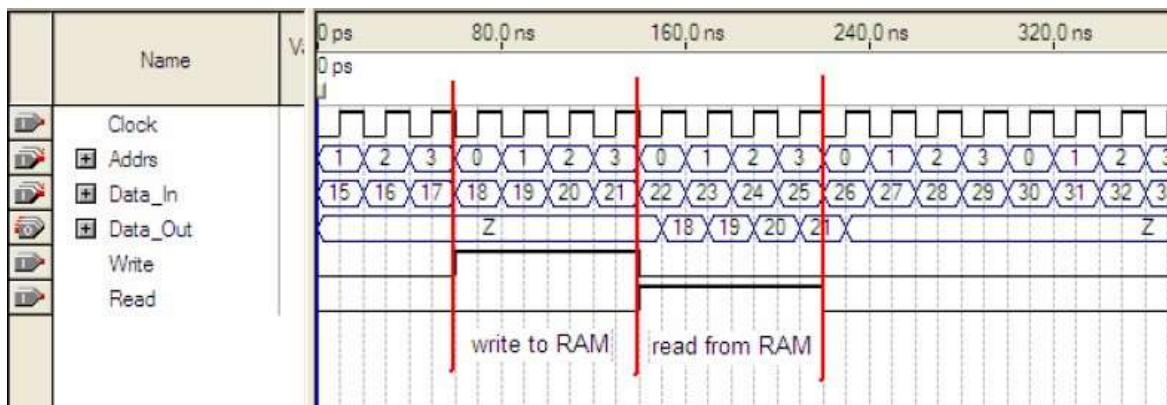 Name V. 0 ps 80.0 ns 160.0 ns 240.0 ns 320.0 ns
0 ps
Clock
Addrs 1 2 3 0 1 2 3 0 1 2 3 0 1 2 3 0 1 2
Data_In 15 16 17 18 19 20 21 22 23 24 25 26 27 28 29 30 31 32
Data_Out Z 18 19 20 21 Z
Write
Read
write to RAM read from RAM